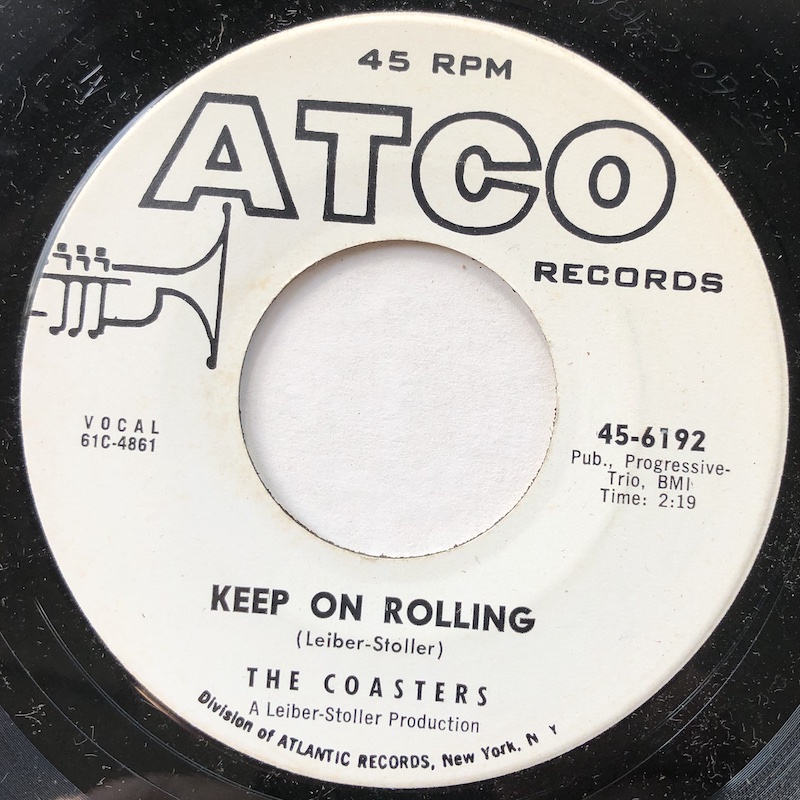 45 RPM
ATCO
RECORDS
VOCAL
61C-4861
45-6192
Pub., Progressive-
Trio, BMI
Time: 2:19
KEEP ON ROLLING
(Leiber-Stoller)
THE COASTERS
A Leiber-Stoller Production
Division of ATLANTIC RECORDS, New York, N Y